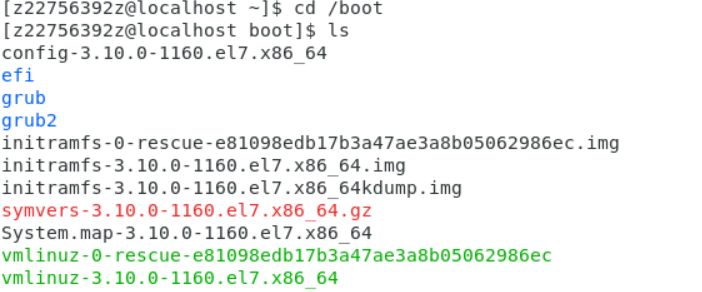 [z22756392z@localhost ~]$ cd /boot
[z22756392z@localhost boot]$ ls
config-3.10.0-1160.el7.x86_64
efi
grub
grub2
initramfs-0-rescue-e81098edb17b3a47ae3a8b05062986ec.img
initramfs-3.10.0-1160.el7.x86_64.img
initramfs-3.10.0-1160.el7.x86_64kdump.img
symvers-3.10.0-1160.el7.x86_64.gz
System.map-3.10.0-1160.el7.x86_64
vmlinuz-0-rescue-e81098edb17b3a47ae3a8b05062986ec
vmlinuz-3.10.0-1160.el7.x86_64